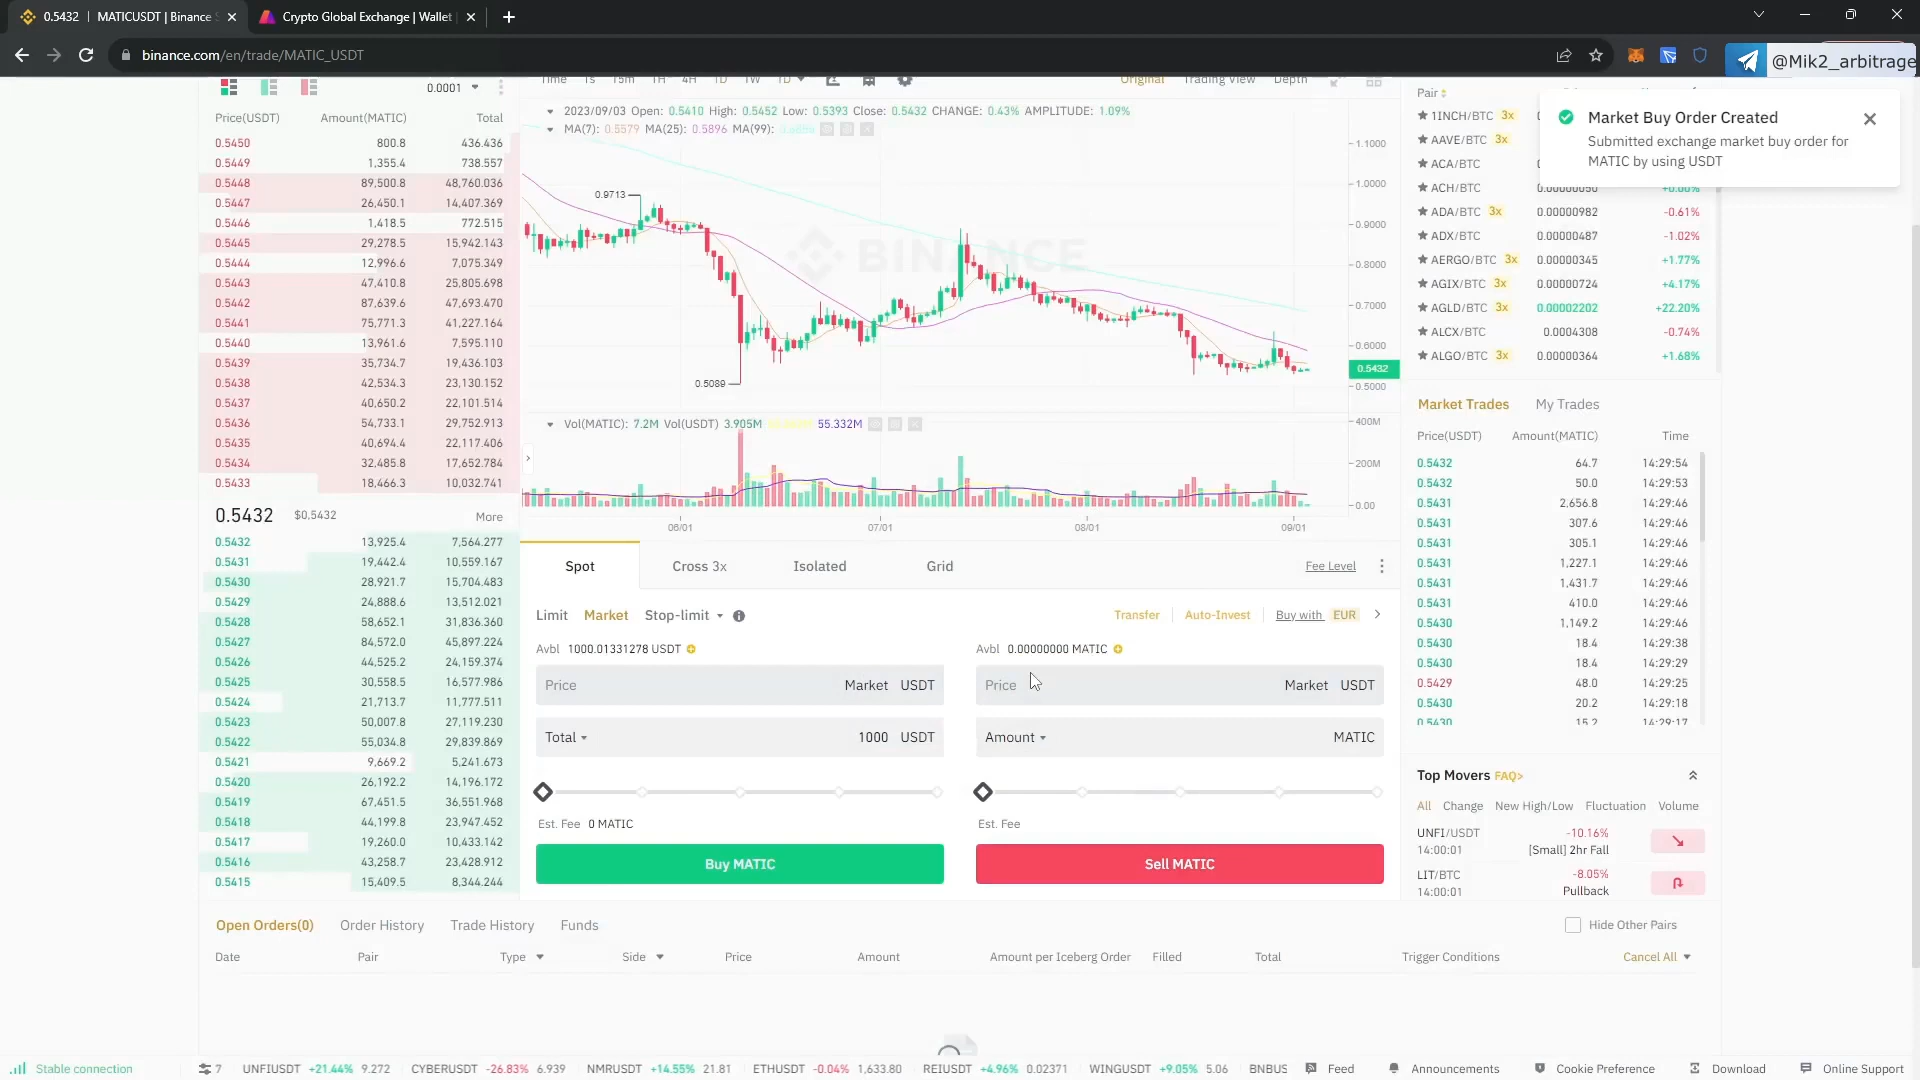 0.5432 | MATICUSDT | Binance S
Crypto Global Exchange | Wallet
binance.com/en/trade/MATIC_USDT
@Mik2_arbitrage
0.0001
Time 1s 15m 1H 4H 1D 1W 1D
Original Trading View Depth
Price(USDT) Amount(MATIC) Total
0.5450 800.8 436.436
0.5449 1,355.4 738.557
0.5448 89,500.8 48,760.036
0.5447 26,450.1 14,407.369
0.5446 1,418.5 772.515
0.5445 29,278.5 15,942.143
0.5444 12,996.6 7,075.349
0.5443 47,410.8 25,805.698
0.5442 87,639.6 47,693.470
0.5441 75,771.3 41,227.164
0.5440 13,961.6 7,595.110
0.5439 35,734.7 19,436.103
0.5438 42,534.3 23,130.152
0.5437 40,650.2 22,101.514
0.5436 54,733.1 29,752.913
0.5435 40,694.4 22,117.406
0.5434 32,485.8 17,652.784
0.5433 18,466.3 10,032.741
0.5432 $0,5432 More
0.5432 13,925.4 7,564.277
0.5431 19,442.4 10,559.167
0.5430 28,921.7 15,704.483
0.5429 24,888.6 13,512.021
0.5428 58,652.1 31,836.360
0.5427 84,572.0 45,897.224
0.5426 44,525.2 24,159.374
0.5425 30,558.5 16,577.986
0.5424 21,713.7 11,777.511
0.5423 50,007.8 27,119.230
0.5422 55,034.8 29,839.869
0.5421 9,669.2 5,241.673
0.5420 26,192.2 14,196.172
0.5419 67,451.5 36,551.968
0.5418 44,199.8 23,947.452
0.5417 19,260.0 10,433.142
0.5416 43,258.7 23,428.912
0.5415 15,409.5 8,344.244
2023/09/03 Open: 0.5410 High: 0.5452 Low: 0.5393 Close: 0.5432 CHANGE: 0.43% AMPLITUDE: 1.09%
MA(7): 0.5579 MA(25): 0.5896 MA(99):
BINANCE
0.9713
0.5089
1.1000
1.0000
0.9000
0.8000
0.7000
0.6000
0.5432
0.5000
Vol(MATIC): 7.2M Vol(USDT) 3.905M 55.332M
400M
200M
0.00
06/01 07/01 08/01 09/01
Spot Cross 3x Isolated Grid Fee Level
Limit Market Stop-limit
Transfer Auto-Invest Buy with EUR
Avbl 1000.01331278 USDT
Price Market USDT
Total 1000 USDT
Est. Fee 0 MATIC
Buy MATIC
Avbl 0.00000000 MATIC
Price Market USDT
Amount MATIC
Est. Fee
Sell MATIC
Pair
Market Buy Order Created
Submitted exchange market buy order for
MATIC by using USDT
1INCH/BTC 3x
AAVE/BTC 3x
ACA/BTC
ACH/BTC 0.00000050 +0.00%
ADA/BTC 3x 0.00000982 -0.61%
ADX/BTC 0.00000487 -1.02%
AERGO/BTC 3x 0.00000345 +1.77%
AGIX/BTC 3x 0.00000724 +4.17%
AGLD/BTC 3x 0.00002202 +22.20%
ALCX/BTC 0.0004308 -0.74%
ALGO/BTC 3x 0.00000364 +1.68%
Market Trades My Trades
Price(USDT) Amount(MATIC) Time
0.5432 64.7 14:29:54
0.5432 50.0 14:29:53
0.5431 2,656.8 14:29:46
0.5431 307.6 14:29:46
0.5431 305.1 14:29:46
0.5431 1,227.1 14:29:46
0.5431 1,431.7 14:29:46
0.5431 410.0 14:29:46
0.5430 1,149.2 14:29:46
0.5430 18.4 14:29:38
0.5430 18.4 14:29:29
0.5429 48.0 14:29:25
0.5430 20.2 14:29:18
0.5430 15.2 14:29:17
Top Movers FAQ>
All Change New High/Low Fluctuation Volume
UNFI/USDT -10.16%
14:00:01 [Small] 2hr Fall
LIT/BTC -8.05%
14:00:01 Pullback
Open Orders(0) Order History Trade History Funds
Hide Other Pairs
Date Pair Type Side Price Amount Amount per Iceberg Order Filled Total Trigger Conditions Cancel All
Stable connection
7 UNFIUSDT +21.44% 9.272 CYBERUSDT -26.83% 6.939 NMRUSDT +14.55% 21.81 ETHUSDT -0.04% 1,633.80 REIUSDT +4.96% 0.02371 WINGUSDT +9.05% 5.06 BNBUS
Feed Announcements Cookie Preference Download Online Support